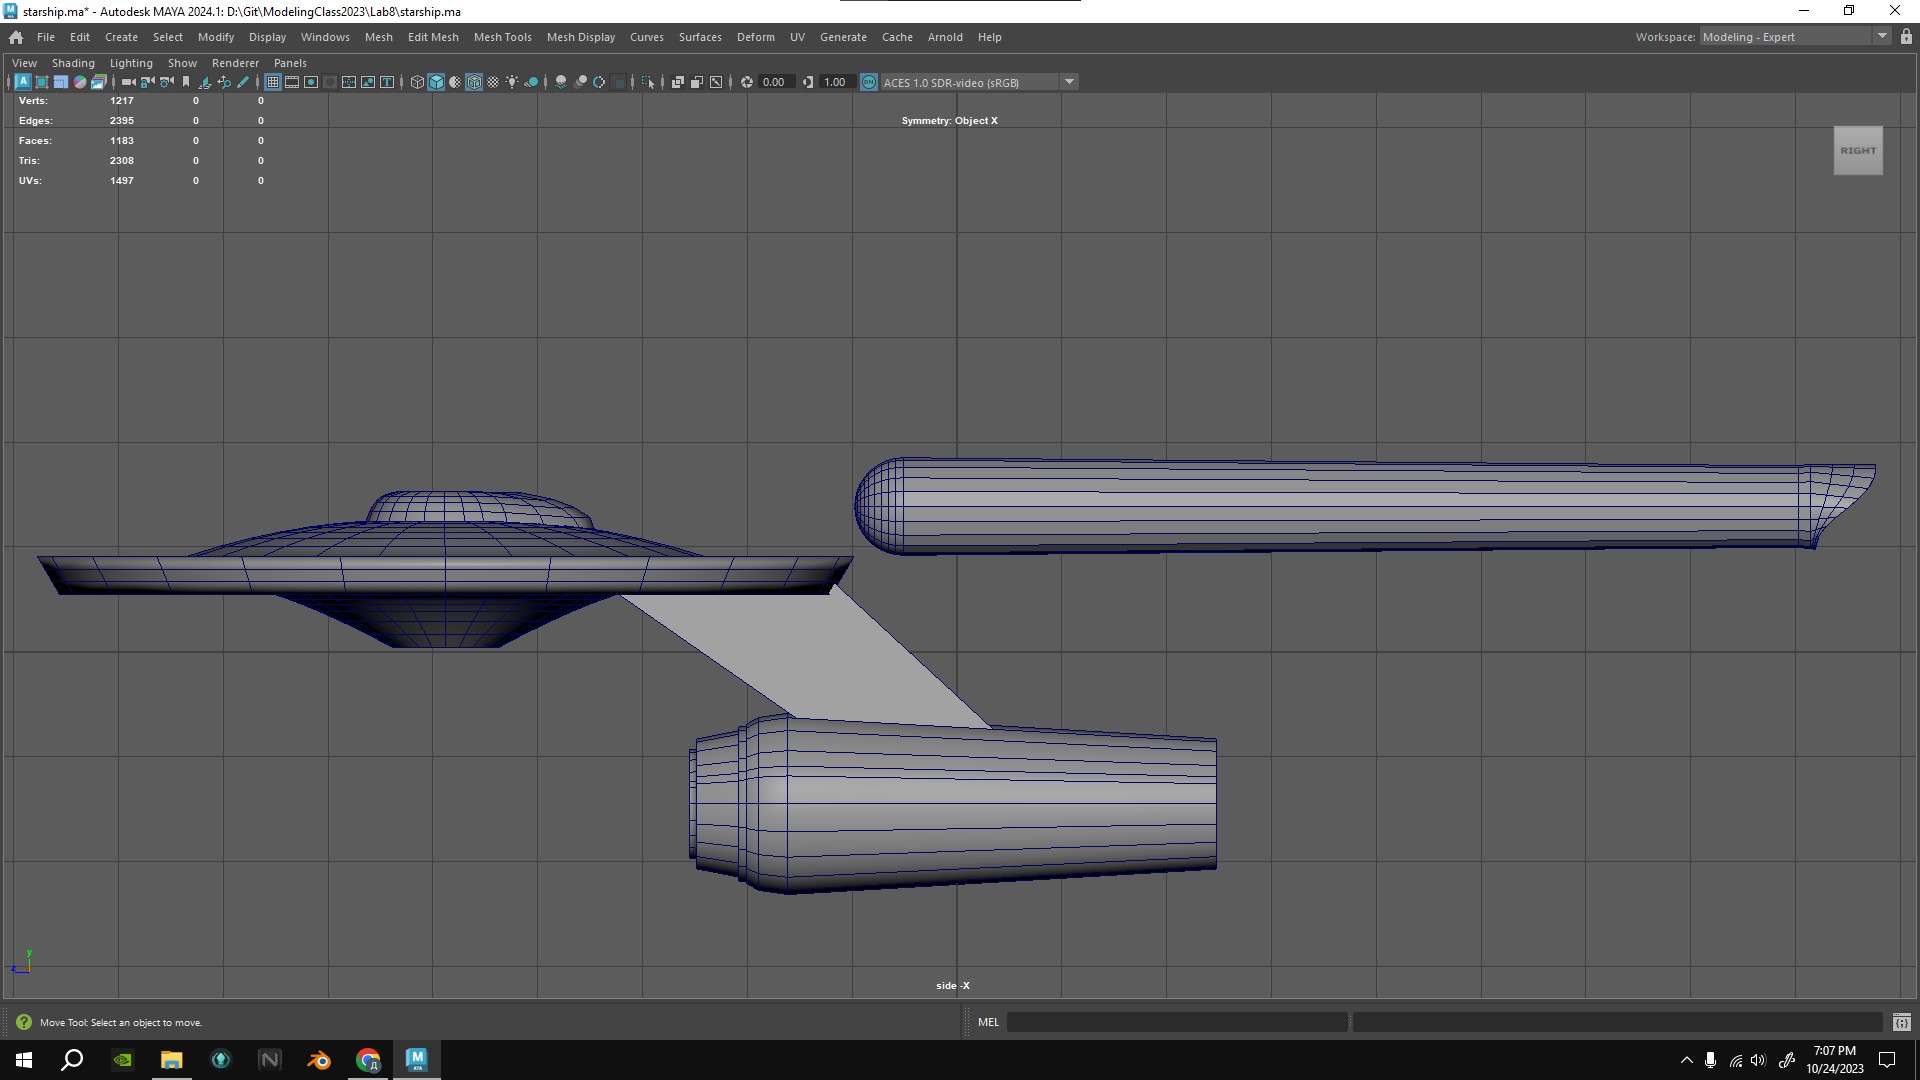 starship.ma* - Autodesk MAYA 2024.1: D:\Git\ModelingClass2023\Lab8\starship.ma
File Edit Create Select Modify Display Windows Mesh Edit Mesh Mesh Tools Mesh Display Curves Surfaces Deform UV Generate Cache Arnold Help Workspace: Modeling - Expert
View Shading Lighting Show Renderer Panels
0.00 1.00 ACES 1.0 SDR-video (sRGB)
Verts: 1217 0 0
Edges: 2395 0 0
Symmetry: Object X
Faces: 1183 0 0
Tris: 2308 0 0
UVs: 1497 0 0
RIGHT
y
z
side -X
Move Tool: Select an object to move.
MEL
7:07 PM
10/24/2023